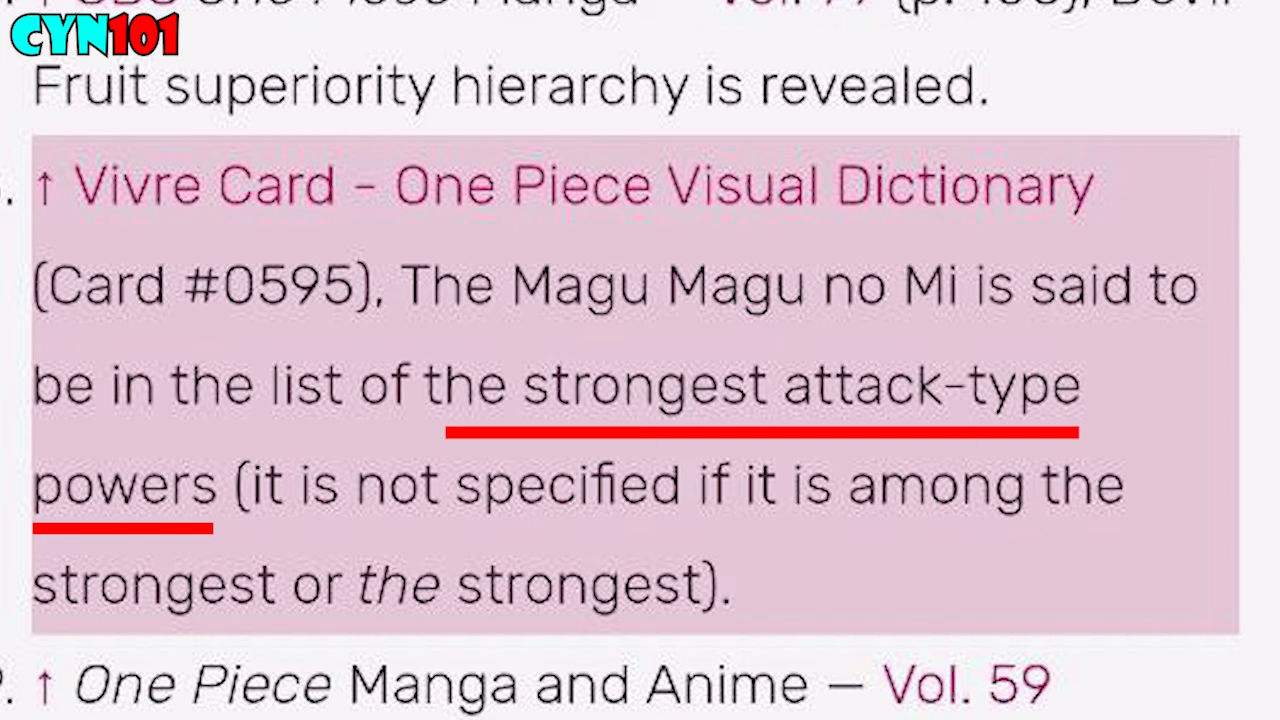 CYN101
Fruit superiority hierarchy is revealed.
. ↑ Vivre Card - One Piece Visual Dictionary
(Card #0595), The Magu Magu no Mi is said to
be in the list of the strongest attack-type
powers (it is not specified if it is among the
strongest or the strongest).
. ↑ One Piece Manga and Anime — Vol. 59